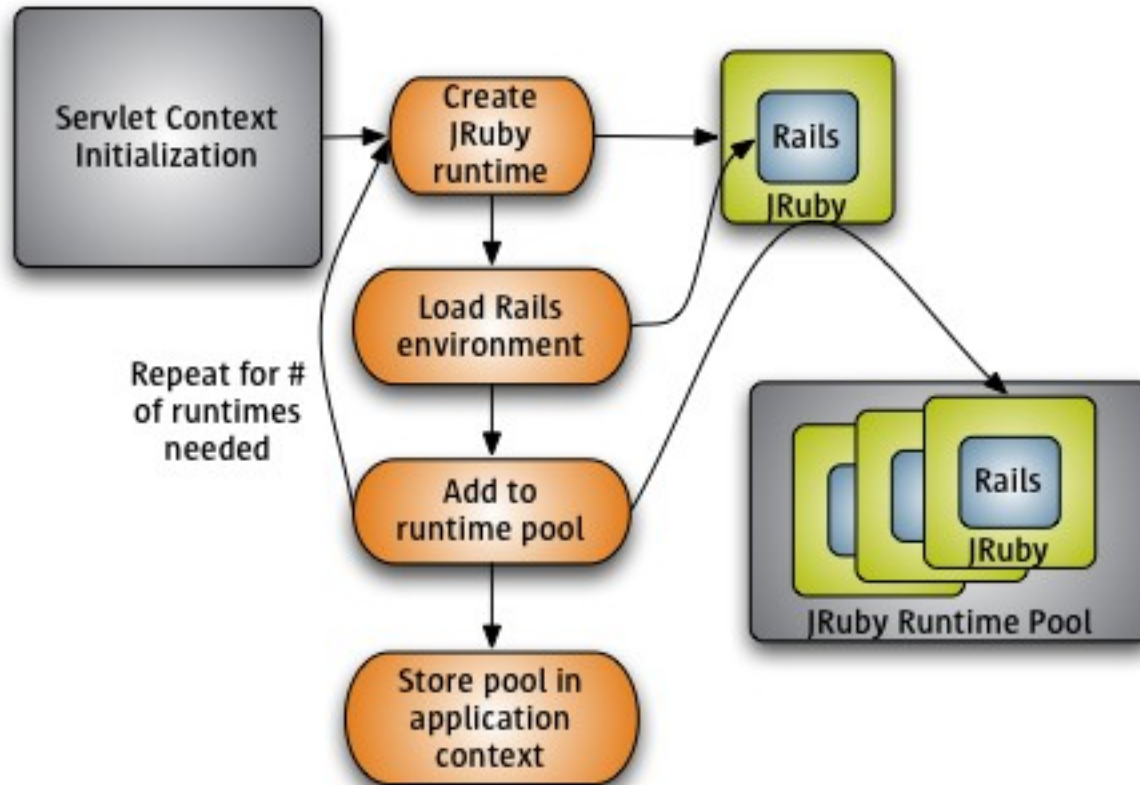 Servlet Context
Initialization
Create
JRuby
runtime
Rails
JRuby
Load Rails
environment
Repeat for #
of runtimes
needed
Add to
runtime pool
Rails
JRuby
JRuby Runtime Pool
Store pool in
application
context